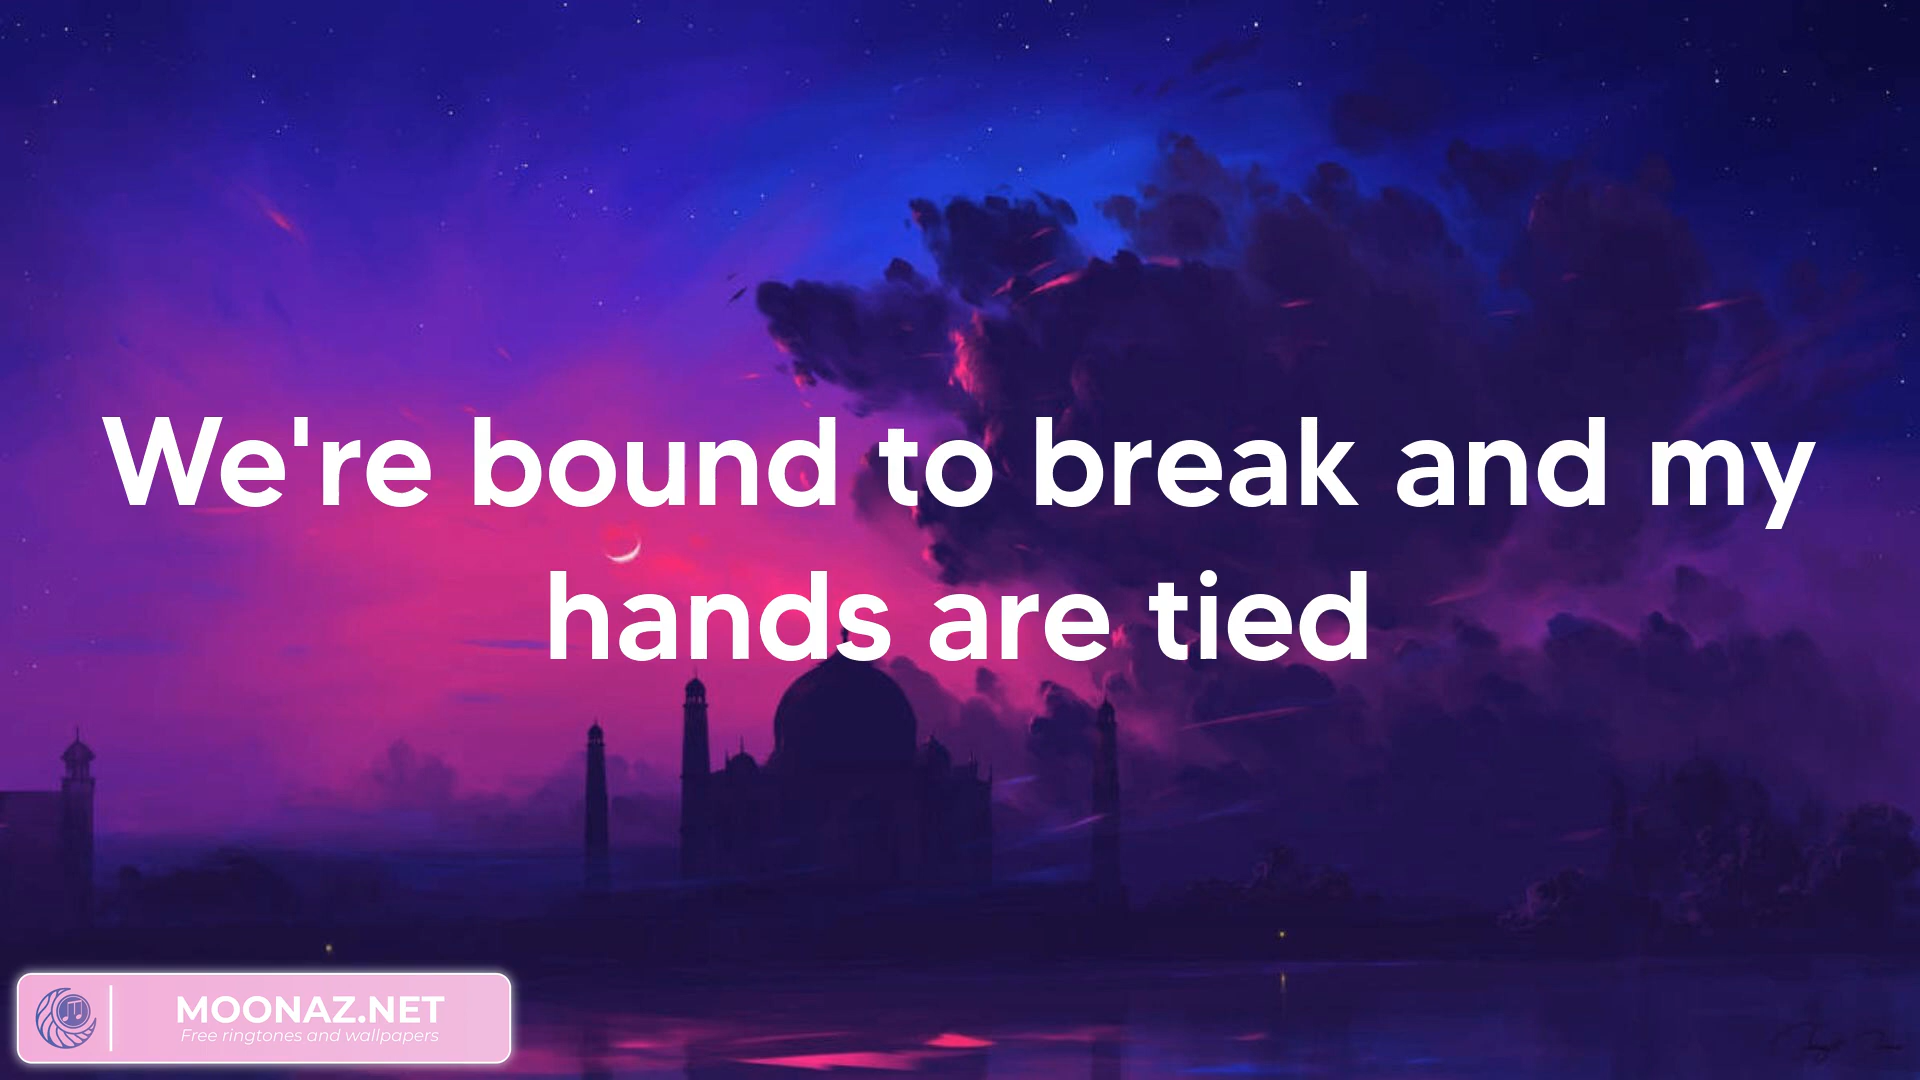 We're bound to break and my
hands are tied
MOONAZ.NET
Free ringtones and wallpapers